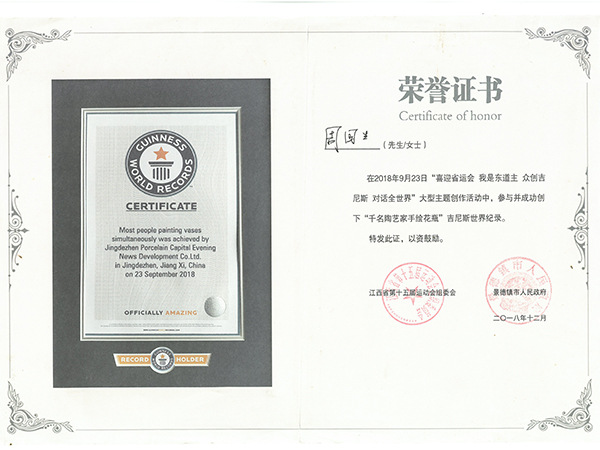 GUINNESS
WORLD RECORDS
CERTIFICATE
Most people painting vases
simultaneously was achieved by
Jingdezhen Porcelain Capital Evening
News Development Co.Ltd.
in Jingdezhen, Jiang Xi, China
on 23 September 2018
OFFICIALLY AMAZING
RECORD HOLDER
荣誉证书
Certificate of honor
周国生（先生/女士）
在2018年9月23日“喜迎省运会 我是东道主 众创吉
尼斯 对话全世界”大型主题创作活动中，参与并成功创
下“千名陶艺家手绘花瓶”吉尼斯世界纪录。
特发此证，以资鼓励。
江西省第十五届运动会组委会
景德镇市人民政府
二〇一八年十二月